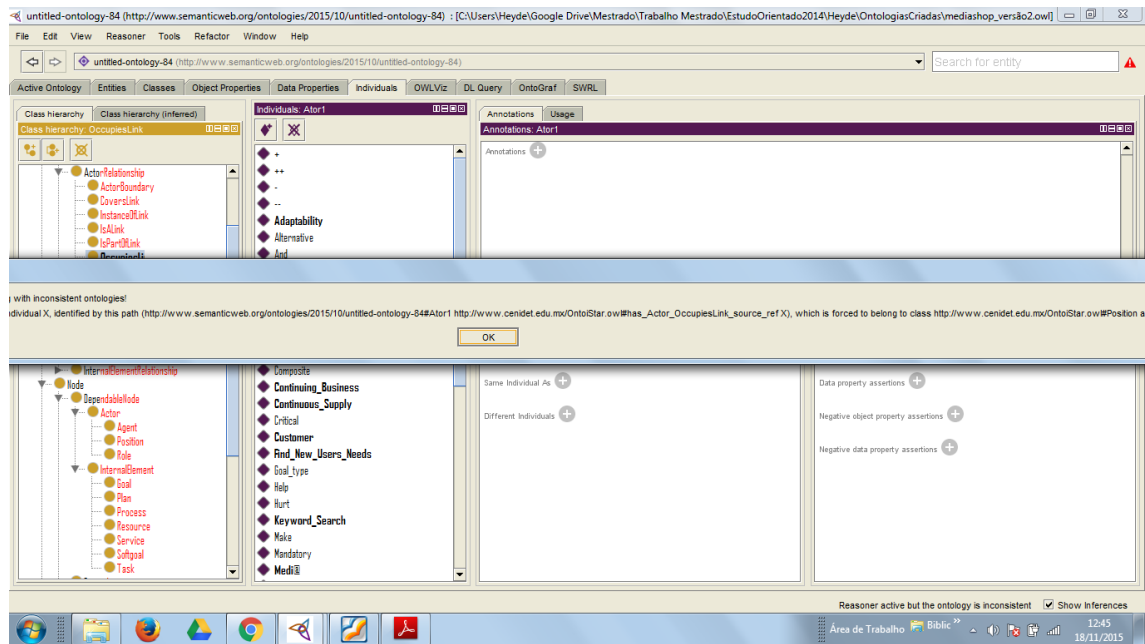 untitled-ontology-84 (http://www.semanticweb.org/ontologies/2015/10/untitled-ontology-84) : [C:\Users\Heyde\Google Drive\Mestrado\Trabalho Mestrado\EstudoOrientado2014\Heyde\OntologiasCriadas\mediashop_versão2.owl]
File Edit View Reasoner Tools Refactor Window Help
untitled-ontology-84 (http://www.semanticweb.org/ontologies/2015/10/untitled-ontology-84)
Search for entity
Active Ontology Entities Classes Object Properties Data Properties Individuals OWLViz DL Query OntoGraf SWRL
Class hierarchy Class hierarchy (inferred)
Class hierarchy: OccupiesLink
ActorRelationship
ActorBoundary
CoversLink
InstanceOfLink
IsALink
IsPartOfLink
Individuals: Ator1
+
++
-
--
Adaptability
Alternative
And
Annotations Usage
Annotations: Ator1
Annotations
with inconsistent ontologies!
ndividual X, identified by this path (http://www.semanticweb.org/ontologies/2015/10/untitled-ontology-84#Ator1 http://www.cenidet.edu.mx/OntoiStar.owl#has_Actor_OccupiesLink_source_ref X), which is forced to belong to class http://www.cenidet.edu.mx/OntoiStar.owl#Position a
OK
InternalElementRelationship
Node
DependableNode
Actor
Agent
Position
Role
InternalElement
Goal
Plan
Process
Resource
Service
Softgoal
Task
Composite
Continuing_Business
Continuous_Supply
Critical
Customer
Find_New_Users_Needs
Goal_type
Help
Hurt
Keyword_Search
Make
Mandatory
Medi@
Same Individual As
Different Individuals
Data property assertions
Negative object property assertions
Negative data property assertions
Reasoner active but the ontology is inconsistent Show Inferences
Área de Trabalho Biblic
12:45
18/11/2015